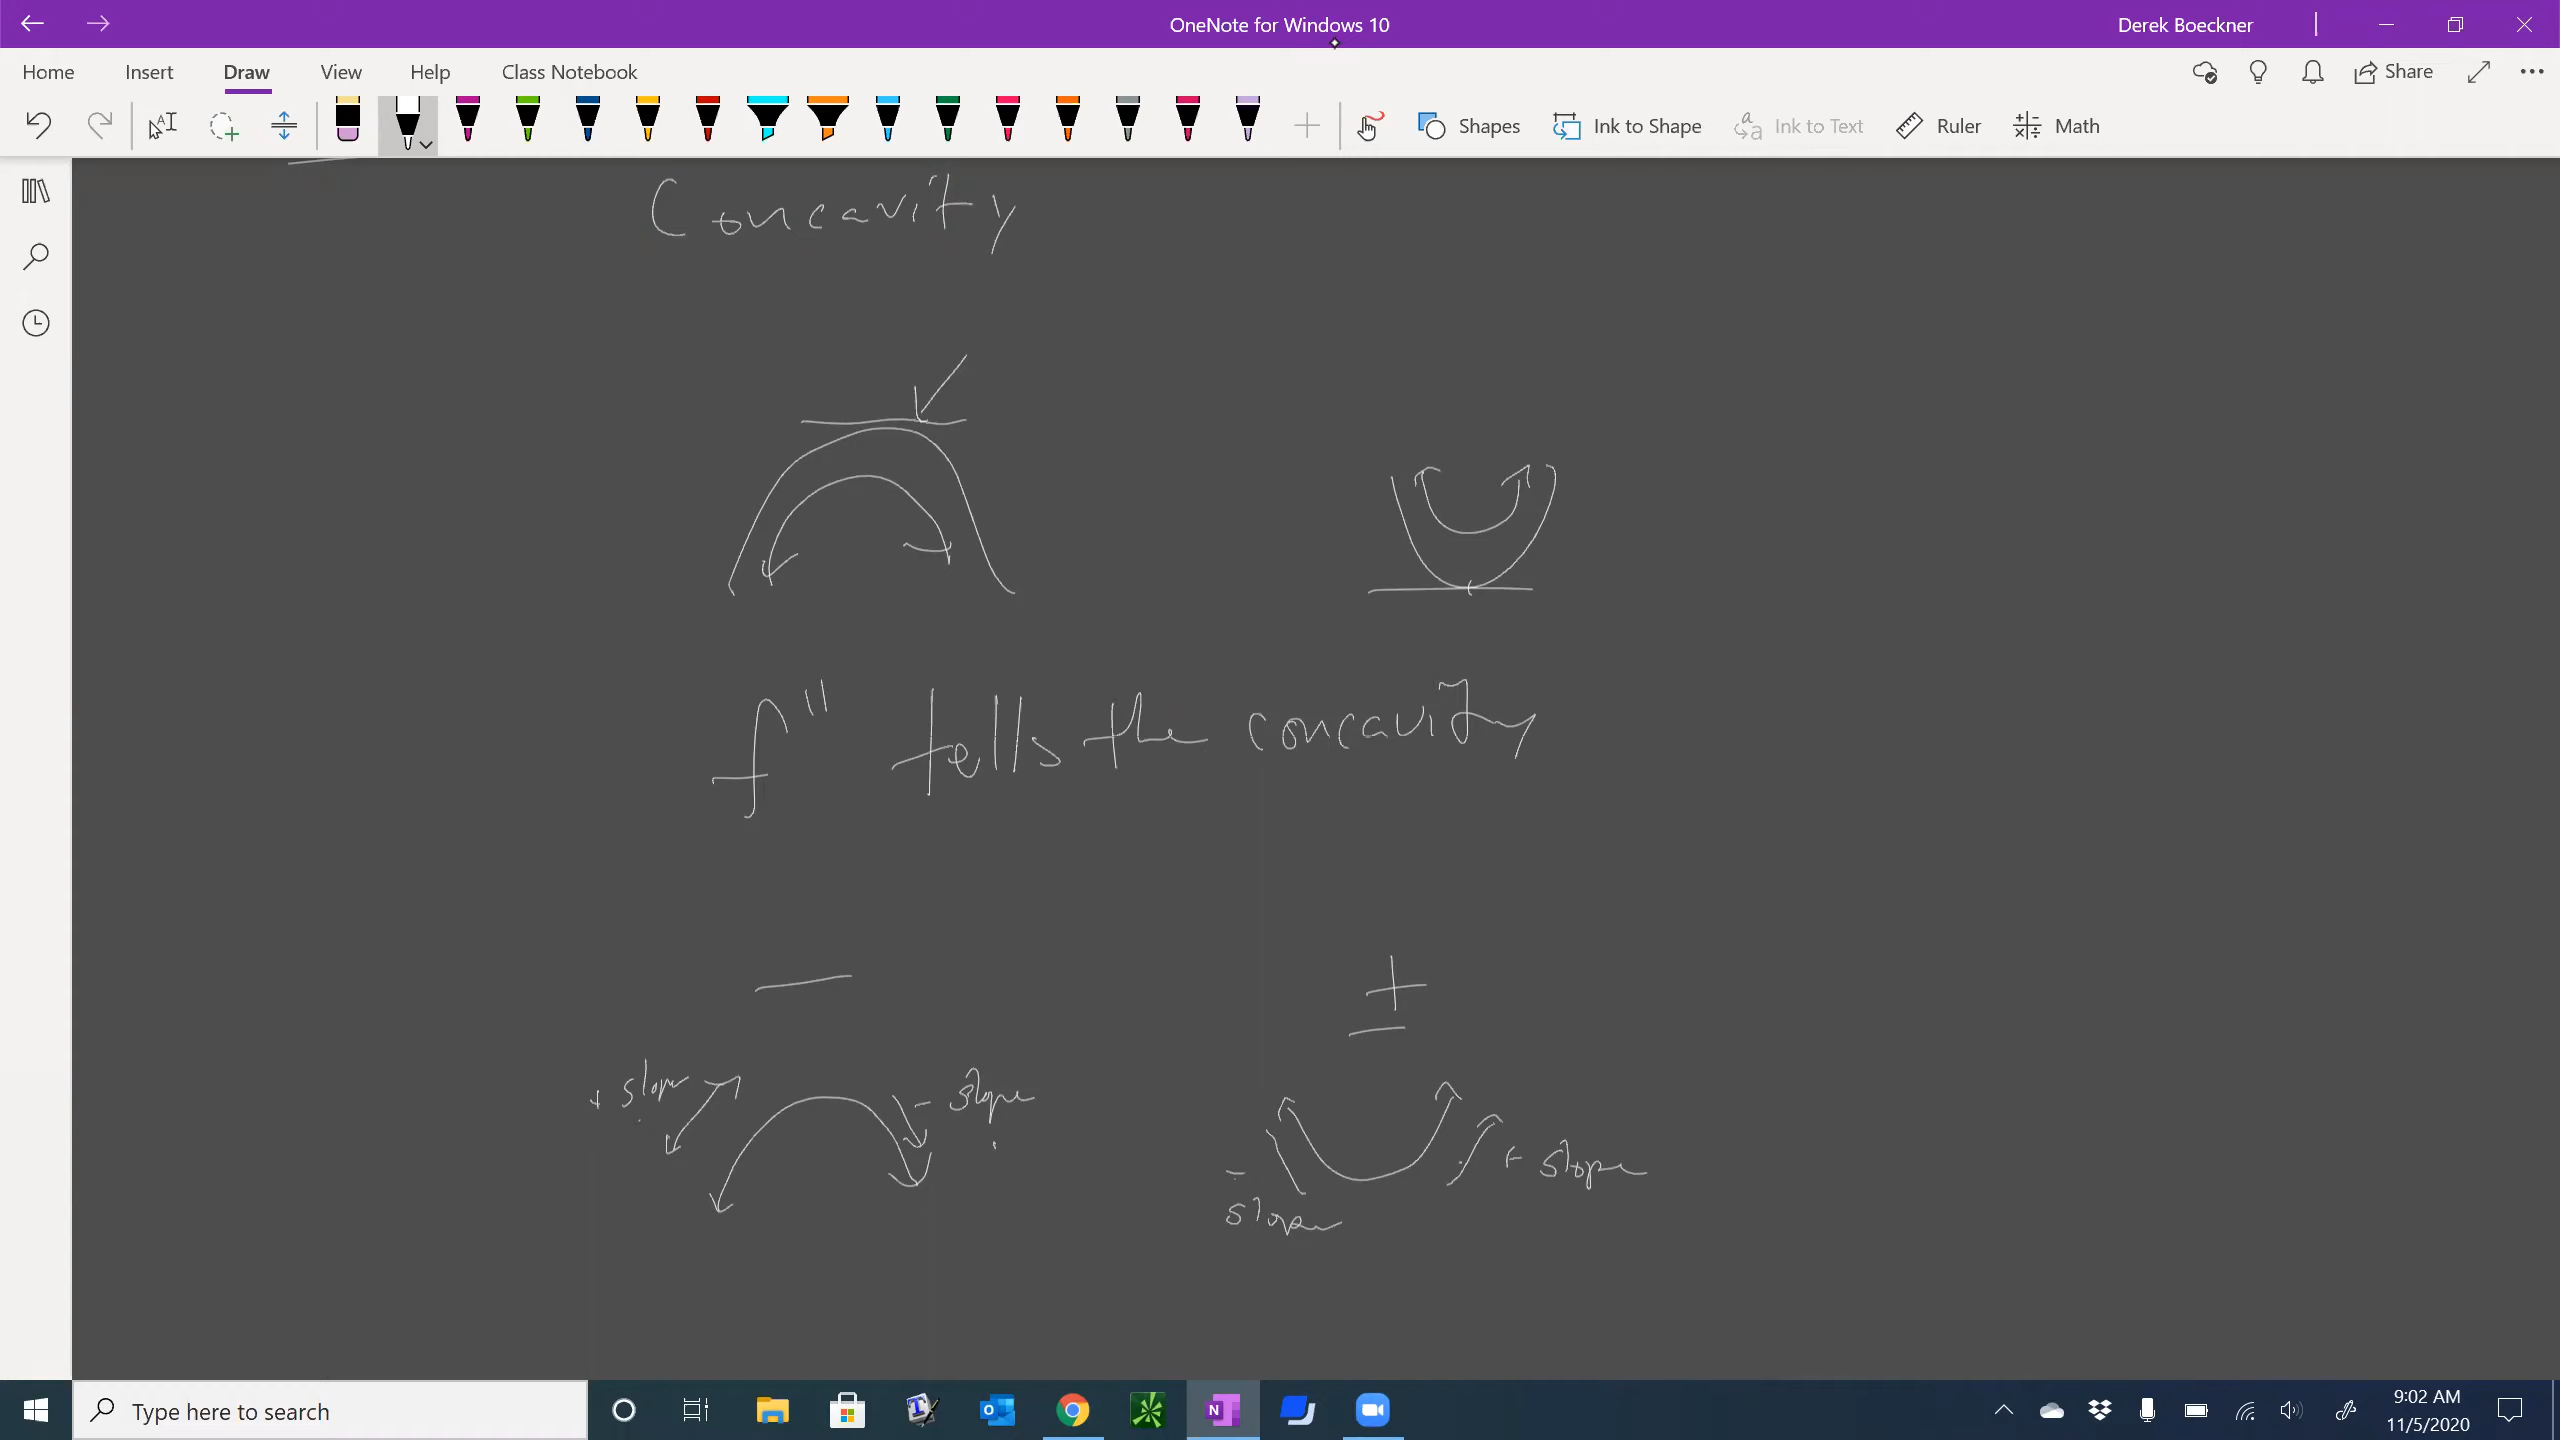 OneNote for Windows 10
Derek Boeckner
Home Insert Draw View Help Class Notebook
Share
Shapes Ink to Shape Ink to Text Ruler Math
Concavity
f'' tells the concavity
— +
+ slope - slope
+ slope
- slope
Type here to search
9:02 AM
11/5/2020